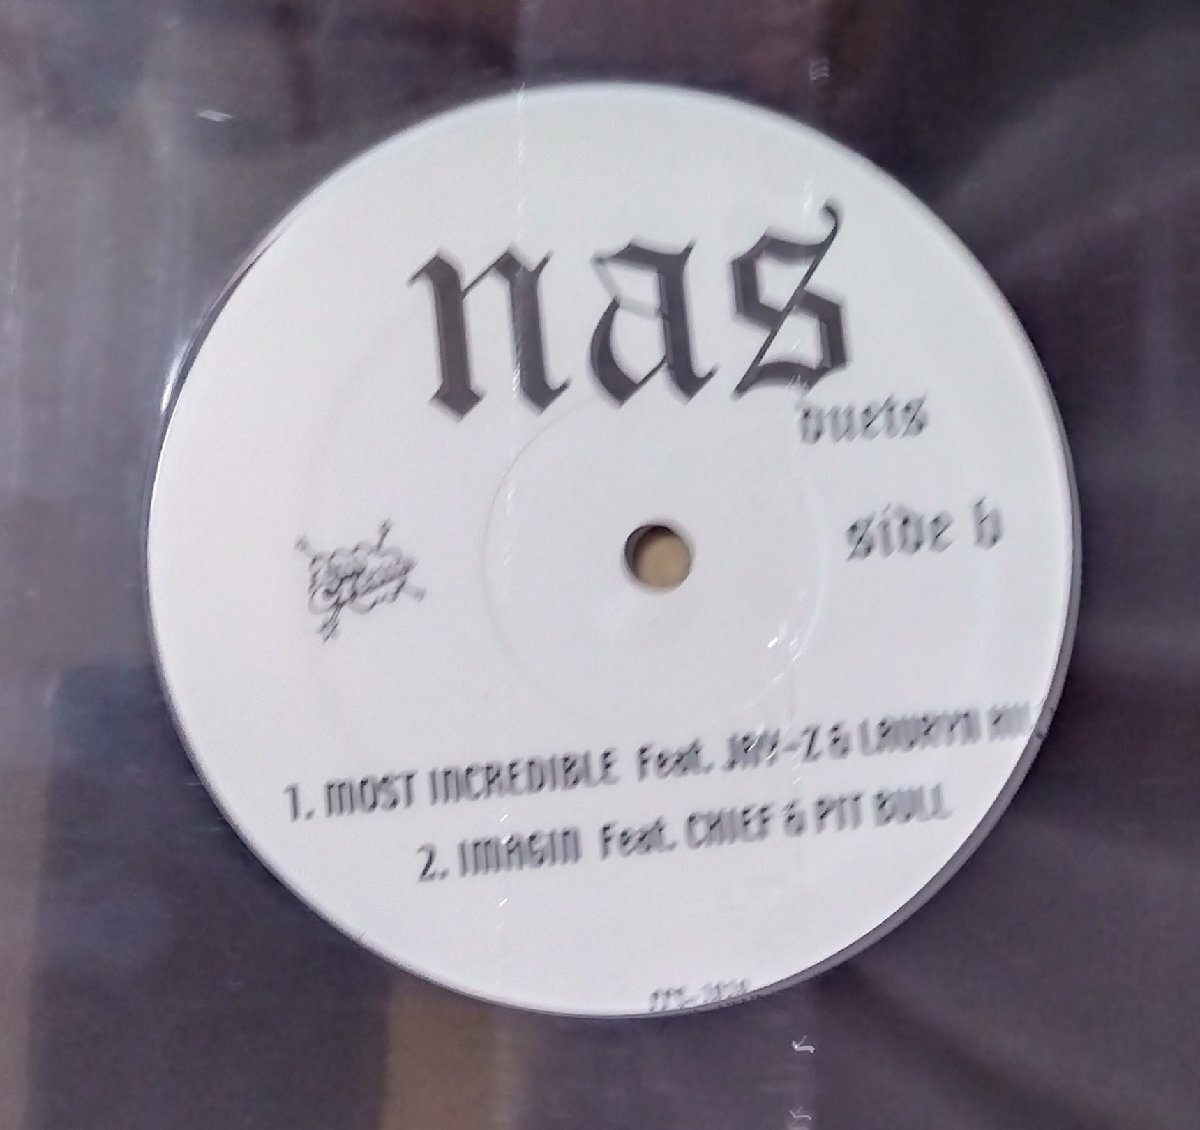 nas
duets
side b
1. MOST INCREDIBLE Feat. JAY-Z & LAURYN
2. IMAGIN Feat. CHIEF & PIT BULL